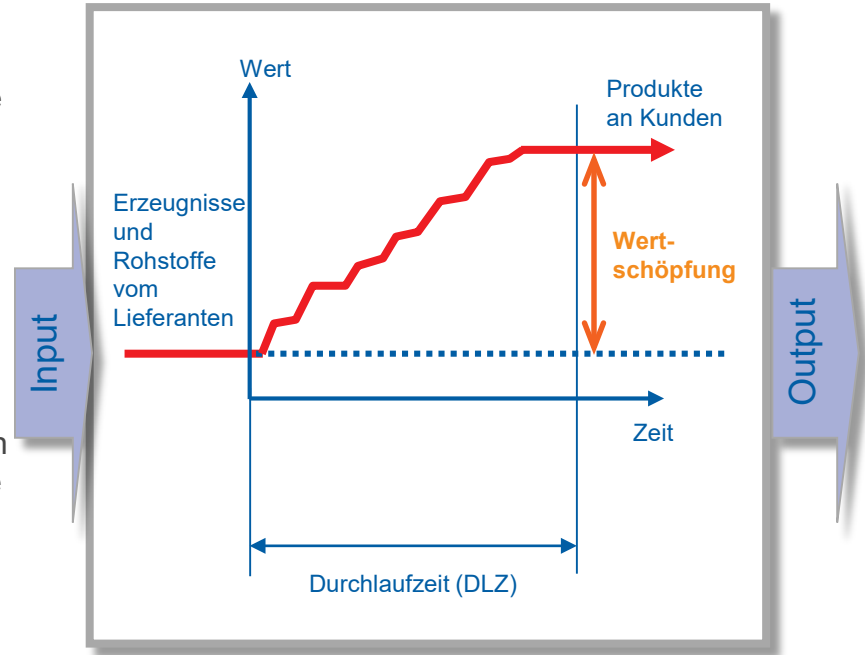 Wert
Produkte
an Kunden
Erzeugnisse
und
Rohstoffe
vom
Lieferanten
Wert-
schöpfung
Input
Output
Zeit
Durchlaufzeit (DLZ)